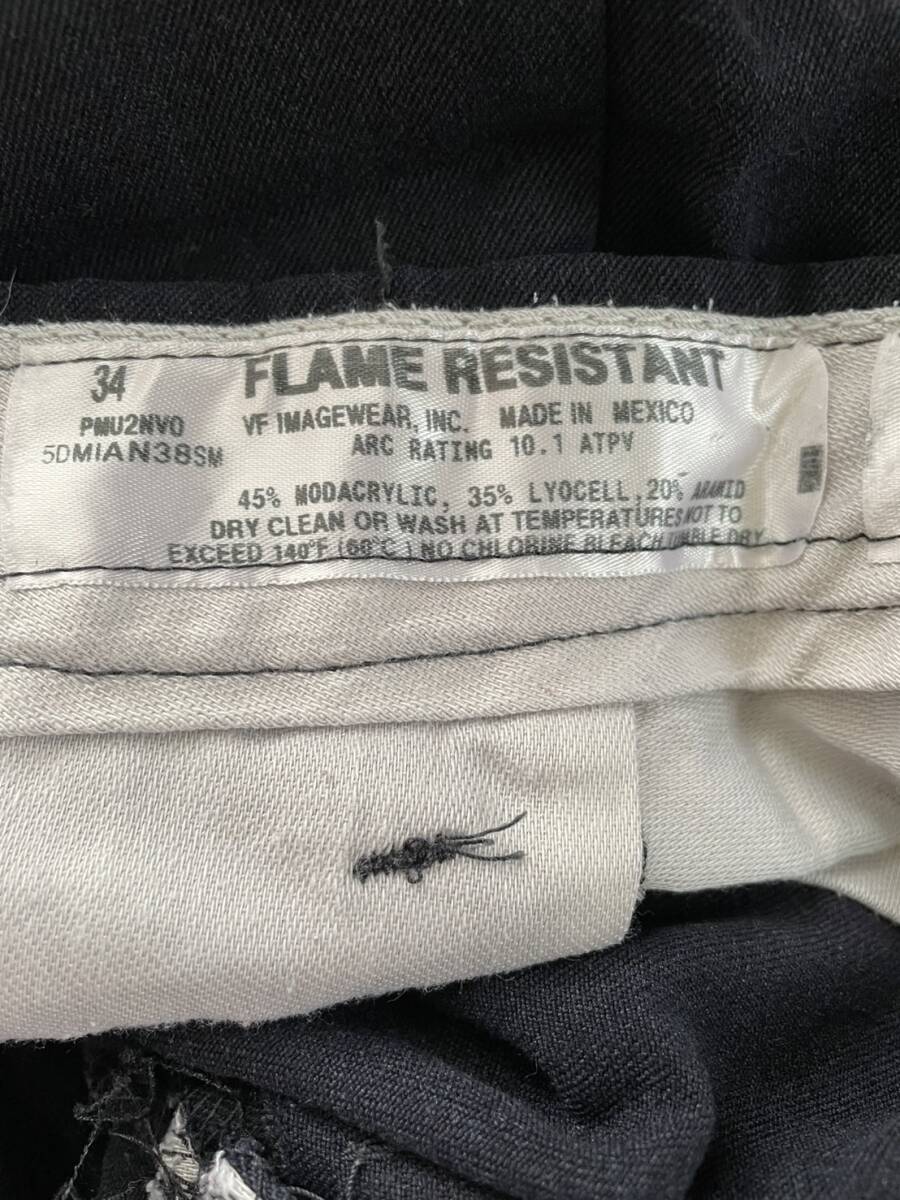 34 FLAME RESISTANT
PMU2NVO VF IMAGEWEAR, INC. MADE IN MEXICO
5DMIAN38SM ARC RATING 10.1 ATPV
45% MODACRYLIC, 35% LYOCELL, 20% ARAMID
DRY CLEAN OR WASH AT TEMPERATURES NOT TO
EXCEED 140°F (60°C) NO CHLORINE BLEACH TUMBLE DRY